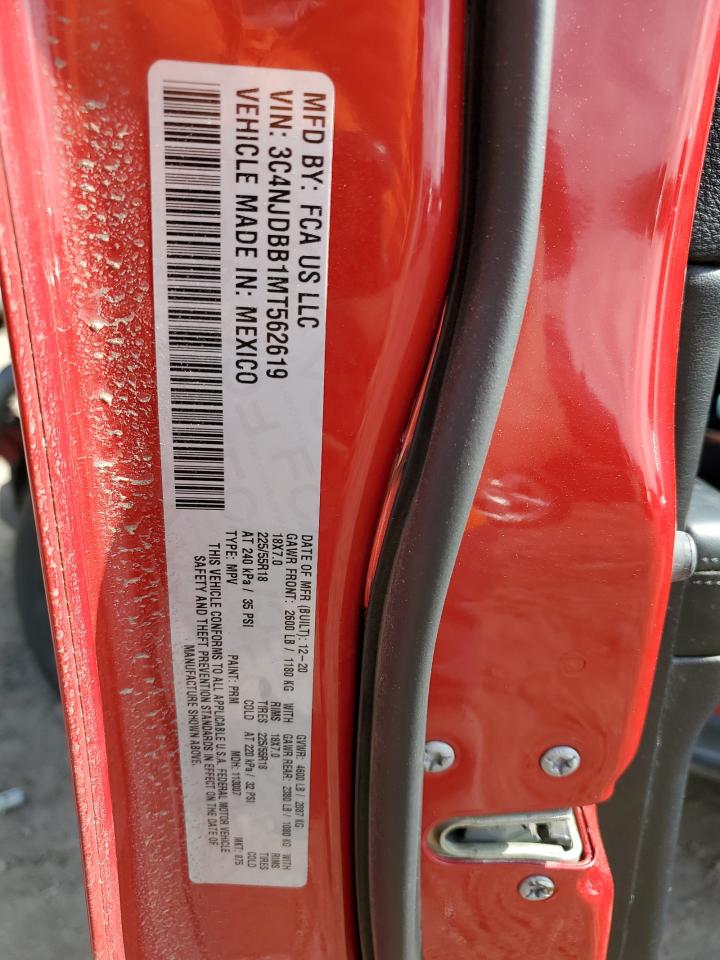 MFD BY: FCA US LLC
VIN: 3C4NJDBB1MT562619
VEHICLE MADE IN: MEXICO
DATE OF MFR (BUILT): 12-20 GVWR: 4600 LB / 2087 KG
GAWR FRONT: 2600 LB / 1180 KG WITH GAWR REAR: 2380 LB / 1080 KG WITH
18X7.0 RIMS 18X7.0 RIMS
225/55R18 TIRES 225/55R18 TIRES
AT 240 kPa / 35 PSI COLD AT 220 kPa / 32 PSI COLD
TYPE: MPV PAINT: PRM MDH: 113007 MKT: 875
THIS VEHICLE CONFORMS TO ALL APPLICABLE U.S.A. FEDERAL MOTOR VEHICLE
SAFETY AND THEFT PREVENTION STANDARDS IN EFFECT ON THE DATE OF
MANUFACTURE SHOWN ABOVE.